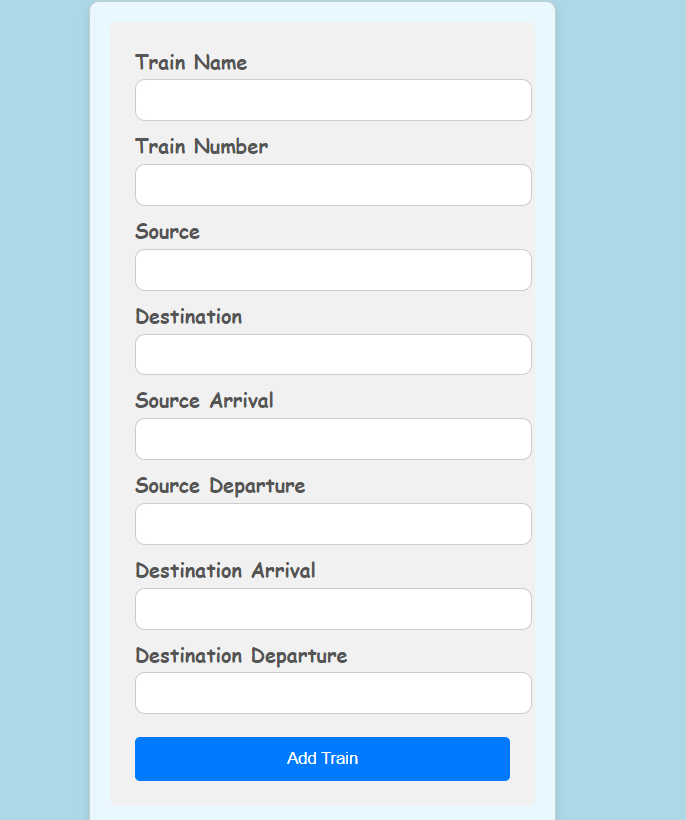 Train Name
Train Number
Source
Destination
Source Arrival
Source Departure
Destination Arrival
Destination Departure
Add Train